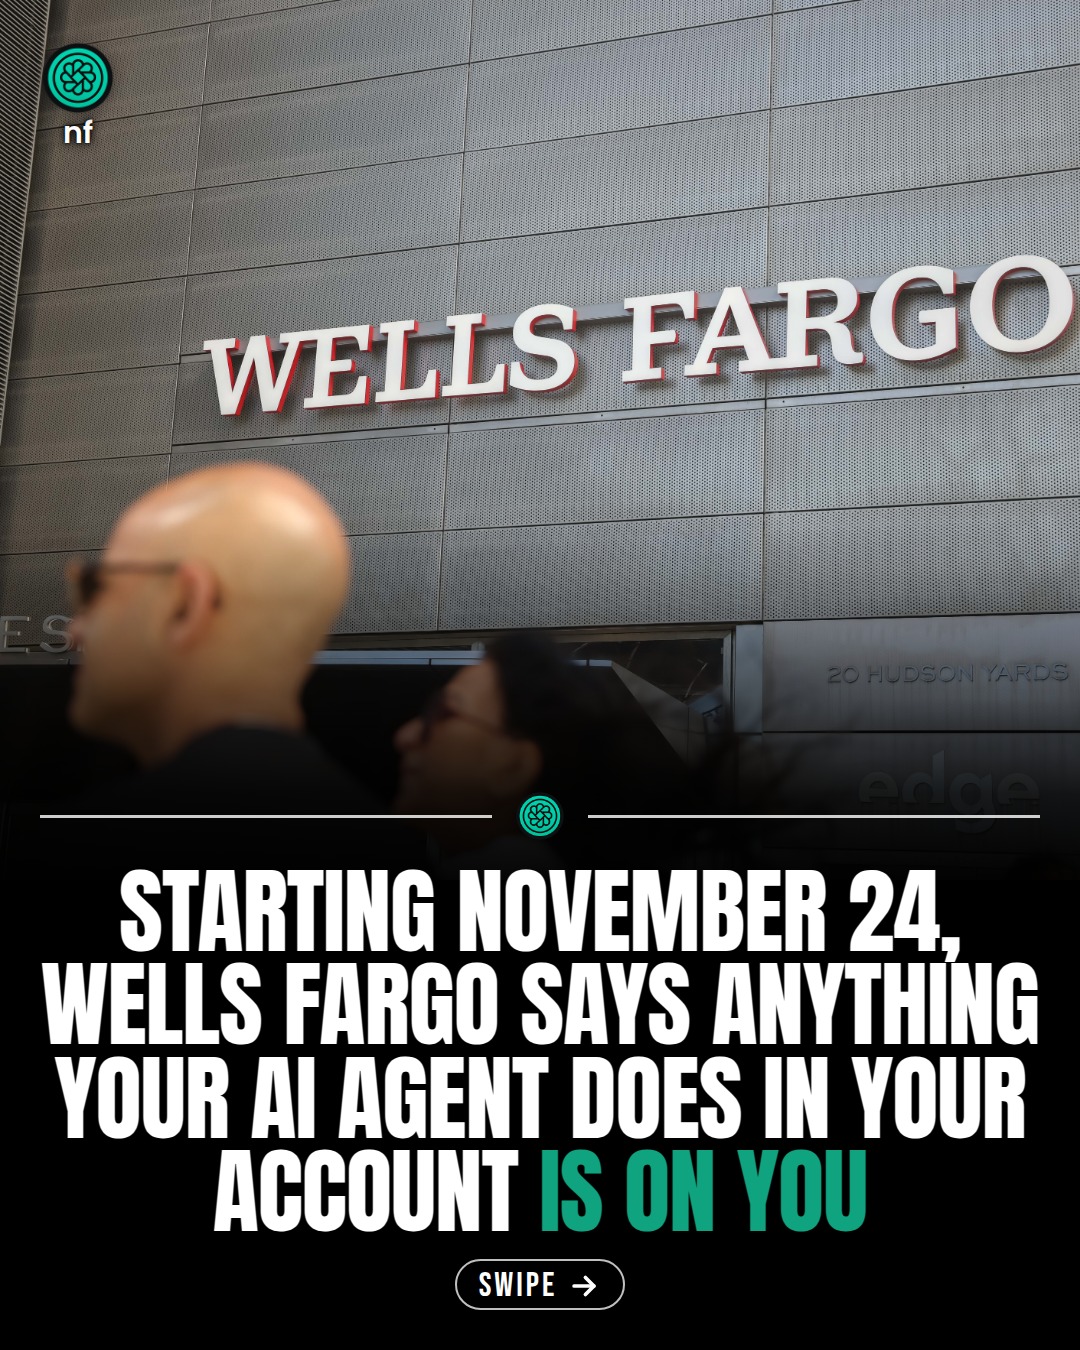 nf
WELLS FARGO
ES
20 HUDSON YARDS
edge
STARTING NOVEMBER 24,
WELLS FARGO SAYS ANYTHING
YOUR AI AGENT DOES IN YOUR
ACCOUNT IS ON YOU
SWIPE →